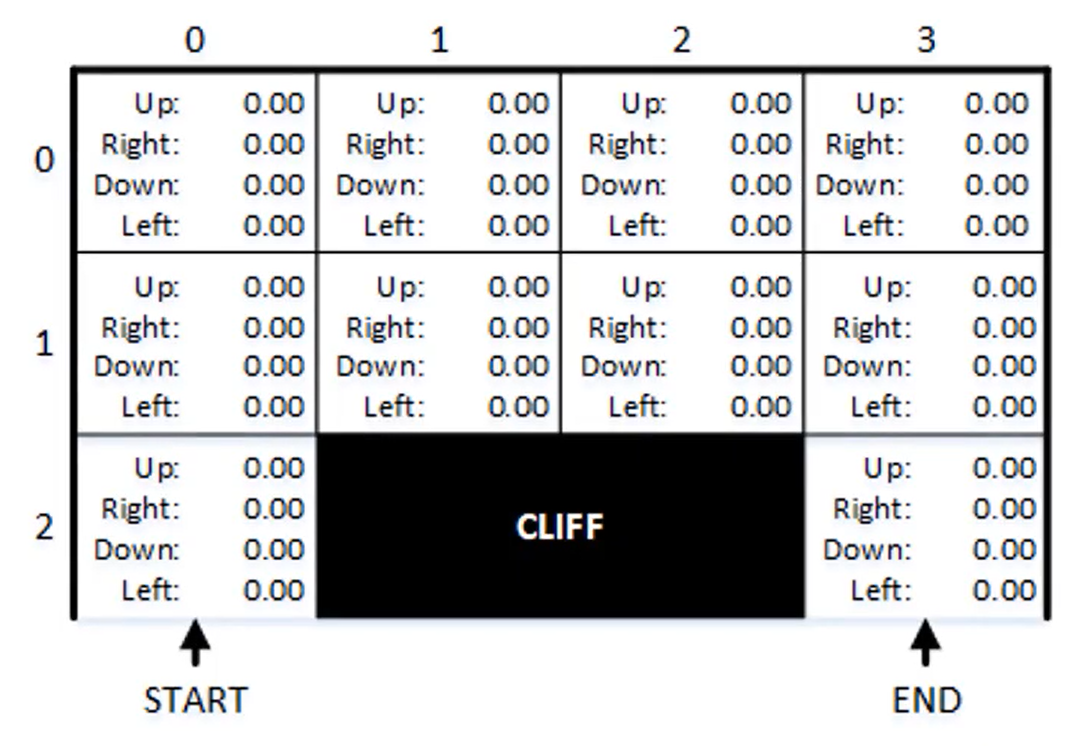 0 1 2 3
Up: 0.00 Up: 0.00 Up: 0.00 Up: 0.00
Right: 0.00 Right: 0.00 Right: 0.00 Right: 0.00
0
Down: 0.00 Down: 0.00 Down: 0.00 Down: 0.00
Left: 0.00 Left: 0.00 Left: 0.00 Left: 0.00
Up: 0.00 Up: 0.00 Up: 0.00 Up: 0.00
Right: 0.00 Right: 0.00 Right: 0.00 Right: 0.00
1
Down: 0.00 Down: 0.00 Down: 0.00 Down: 0.00
Left: 0.00 Left: 0.00 Left: 0.00 Left: 0.00
Up: 0.00 Up: 0.00
Right: 0.00 Right: 0.00
2 CLIFF
Down: 0.00 Down: 0.00
Left: 0.00 Left: 0.00
START END